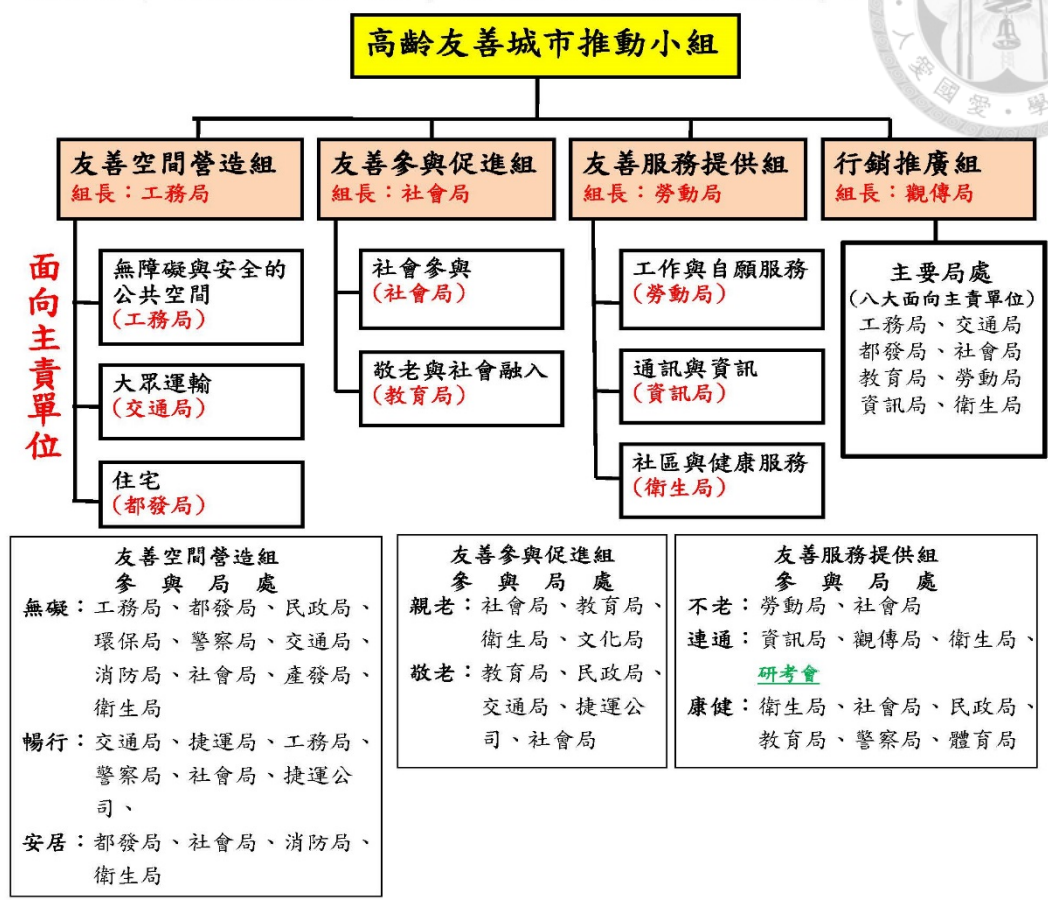 高齡友善城市推動小組
人愛國愛．學
友善空間營造組
組長：工務局
友善參與促進組
組長：社會局
友善服務提供組
組長：勞動局
行銷推廣組
組長：觀傳局
面向主責單位
無障礙與安全的
公共空間
(工務局)
大眾運輸
(交通局)
住宅
(都發局)
社會參與
(社會局)
敬老與社會融入
(教育局)
工作與自願服務
(勞動局)
通訊與資訊
(資訊局)
社區與健康服務
(衛生局)
主要局處
(八大面向主責單位)
工務局、交通局
都發局、社會局
教育局、勞動局
資訊局、衛生局
友善空間營造組
參與局處
無礙：工務局、都發局、民政局、
環保局、警察局、交通局、
消防局、社會局、產發局、
衛生局
暢行：交通局、捷運局、工務局、
警察局、社會局、捷運公
司、
安居：都發局、社會局、消防局、
衛生局
友善參與促進組
參與局處
親老：社會局、教育局、
衛生局、文化局
敬老：教育局、民政局、
交通局、捷運公
司、社會局
友善服務提供組
參與局處
不老：勞動局、社會局
連通：資訊局、觀傳局、衛生局、
研考會
康健：衛生局、社會局、民政局、
教育局、警察局、體育局